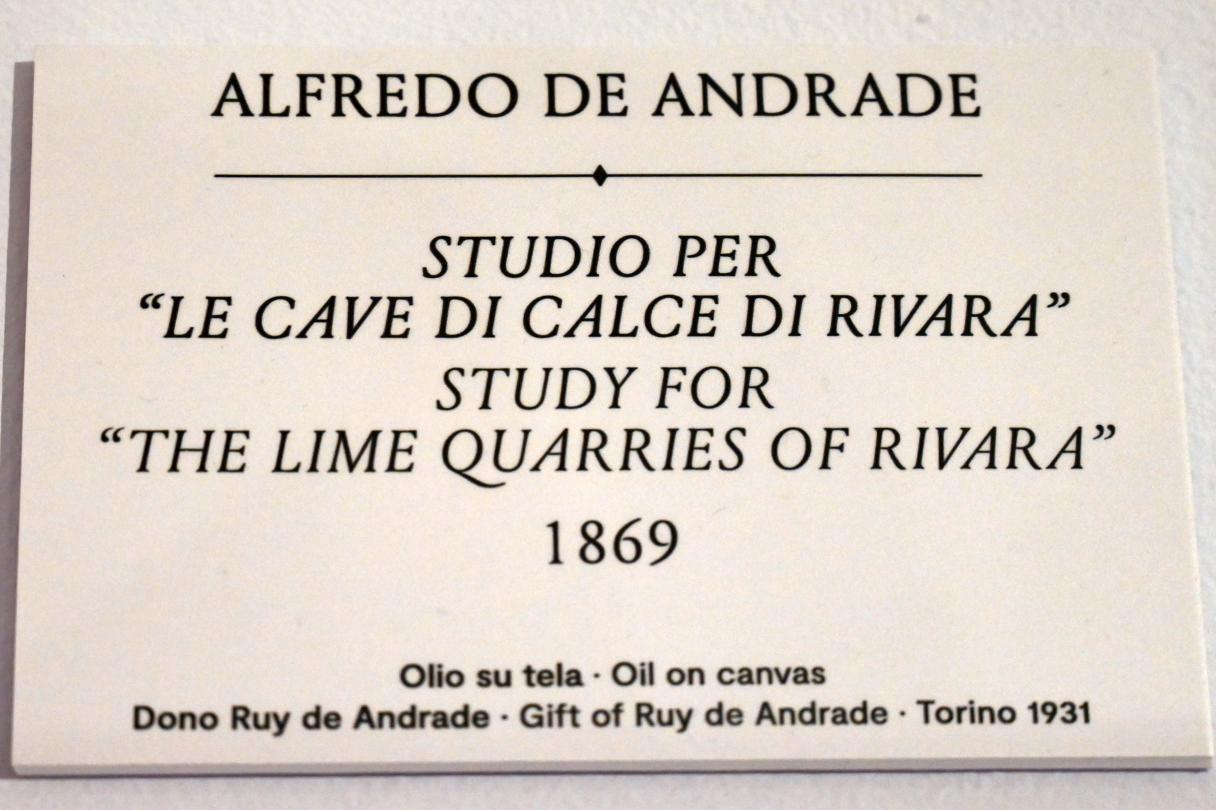 ALFREDO DE ANDRADE
STUDIO PER
“LE CAVE DI CALCE DI RIVARA”
STUDY FOR
“THE LIME QUARRIES OF RIVARA”
1869
Olio su tela · Oil on canvas
Dono Ruy de Andrade · Gift of Ruy de Andrade · Torino 1931